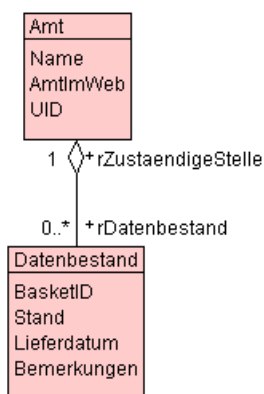 Amt
Name
AmtImWeb
UID
1 +rZustaendigeStelle
0..* +rDatenbestand
Datenbestand
BasketID
Stand
Lieferdatum
Bemerkungen